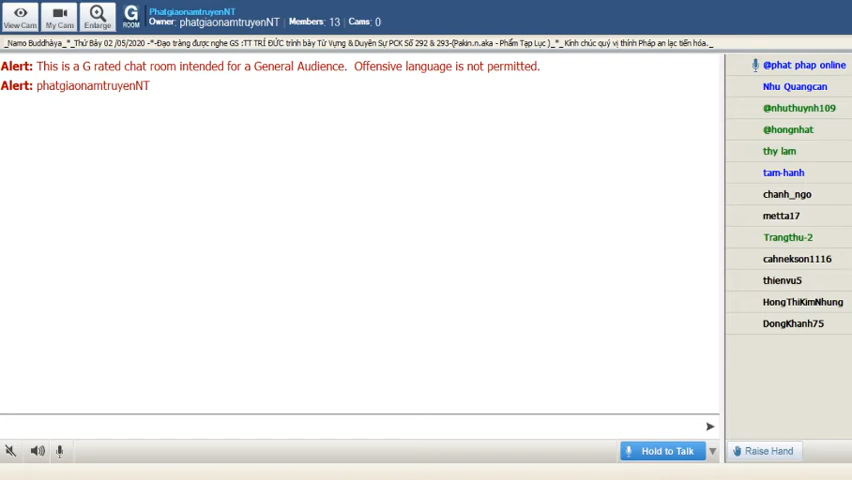 View Cam
My Cam
Enlarge
G
ROOM
PhatgiaonamtruyenNT
Owner: phatgiaonamtruyenNT Members: 13 Cams: 0
_Namo Buddhàya_*_Thứ Bảy 02 /05/2020 -*-Đạo tràng được nghe GS :TT TRÍ ĐỨC trình bày Từ Vựng & Duyên Sự PCK Số 292 & 293-(Pakin.n.aka - Phẩm Tạp Lục )_*_ Kính chúc quý vị thính Pháp an lạc tiến hóa._
Alert: This is a G rated chat room intended for a General Audience. Offensive language is not permitted.
Alert: phatgiaonamtruyenNT
@phat phap online
Nhu Quangcan
@nhuthuynh109
@hongnhat
thy lam
tam-hanh
chanh_ngo
metta17
Trangthu-2
cahnekson1116
thienvu5
HongThiKimNhung
DongKhanh75
Hold to Talk
Raise Hand